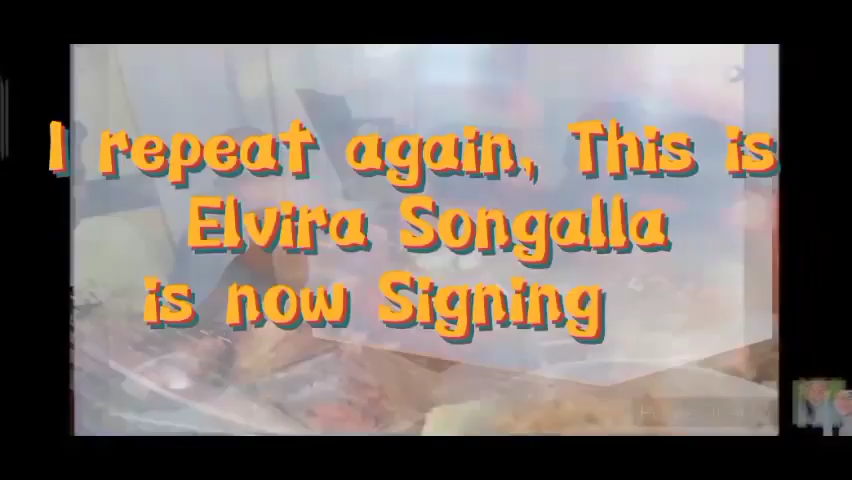 I repeat again, This is
Elvira Songalla
is now Signing